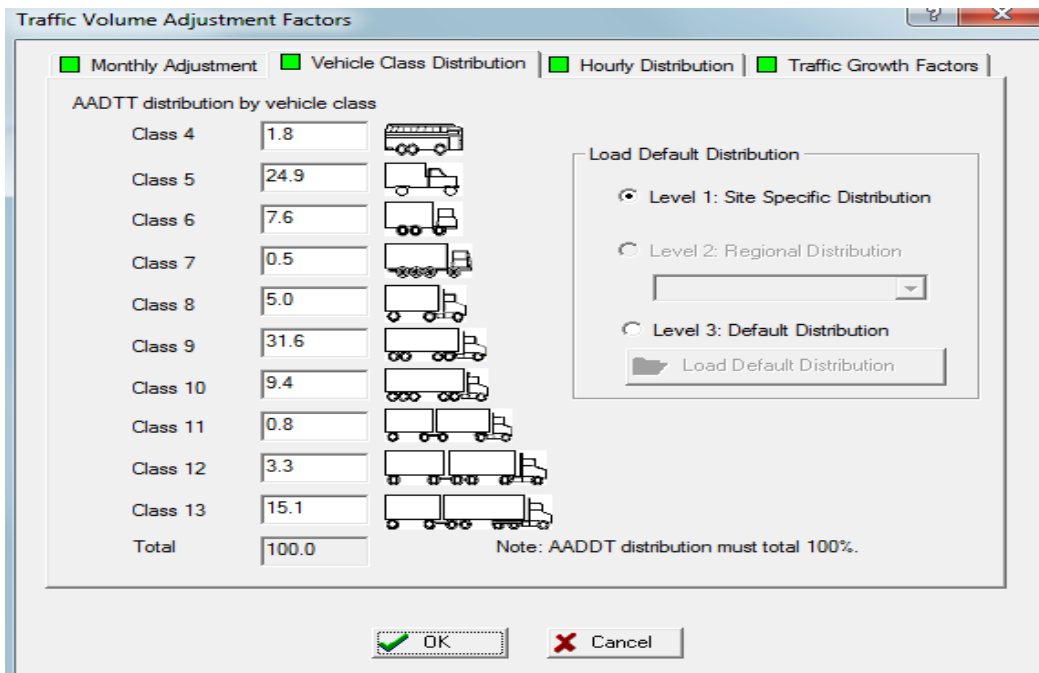 Traffic Volume Adjustment Factors
?
Monthly Adjustment
Vehicle Class Distribution
Hourly Distribution
Traffic Growth Factors
AADTT distribution by vehicle class
Class 4 1.8
Class 5 24.9
Class 6 7.6
Class 7 0.5
Class 8 5.0
Class 9 31.6
Class 10 9.4
Class 11 0.8
Class 12 3.3
Class 13 15.1
Total 100.0
Load Default Distribution
Level 1: Site Specific Distribution
Level 2: Regional Distribution
Level 3: Default Distribution
Load Default Distribution
Note: AADDT distribution must total 100%.
OK
Cancel